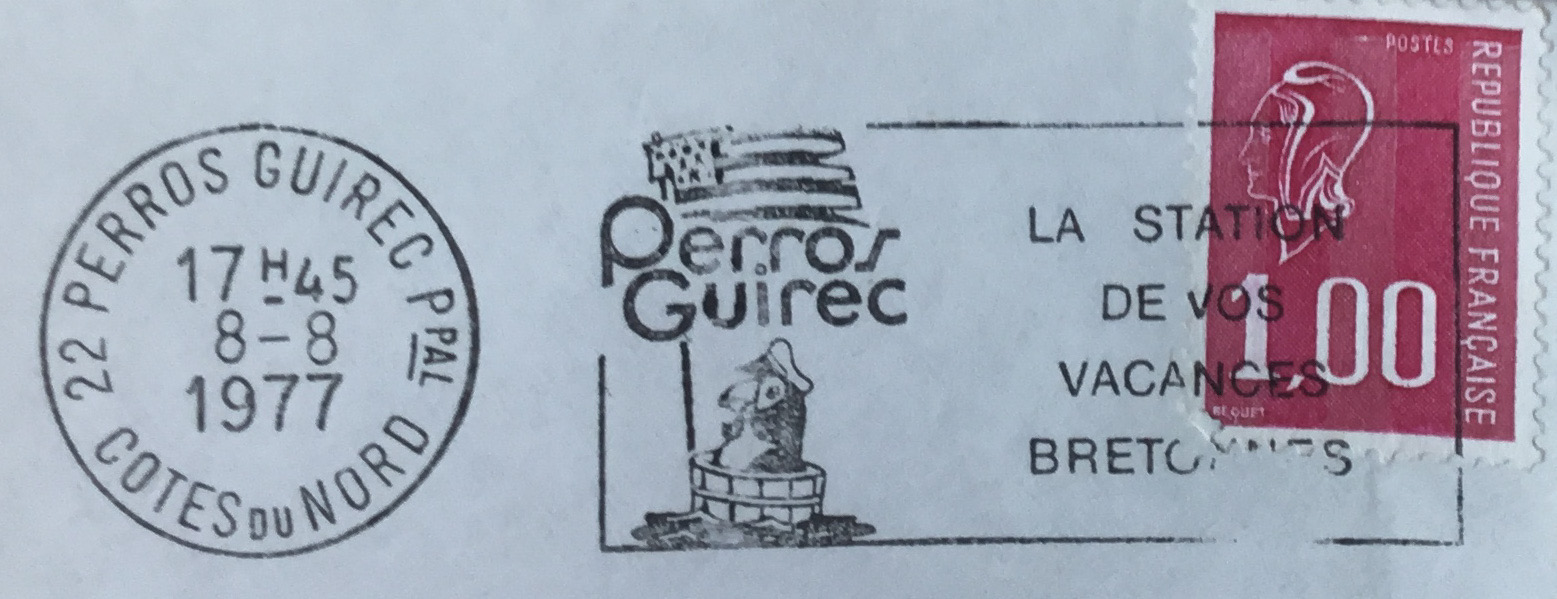 22 PERROS GUIREC PPAL
17H45
8-8
1977
COTES DU NORD
Perros
Guirec
LA STATION
DE VOS
VACANCES
BRETONNES
POSTES
REPUBLIQUE FRANÇAISE
1,00
BEQUET